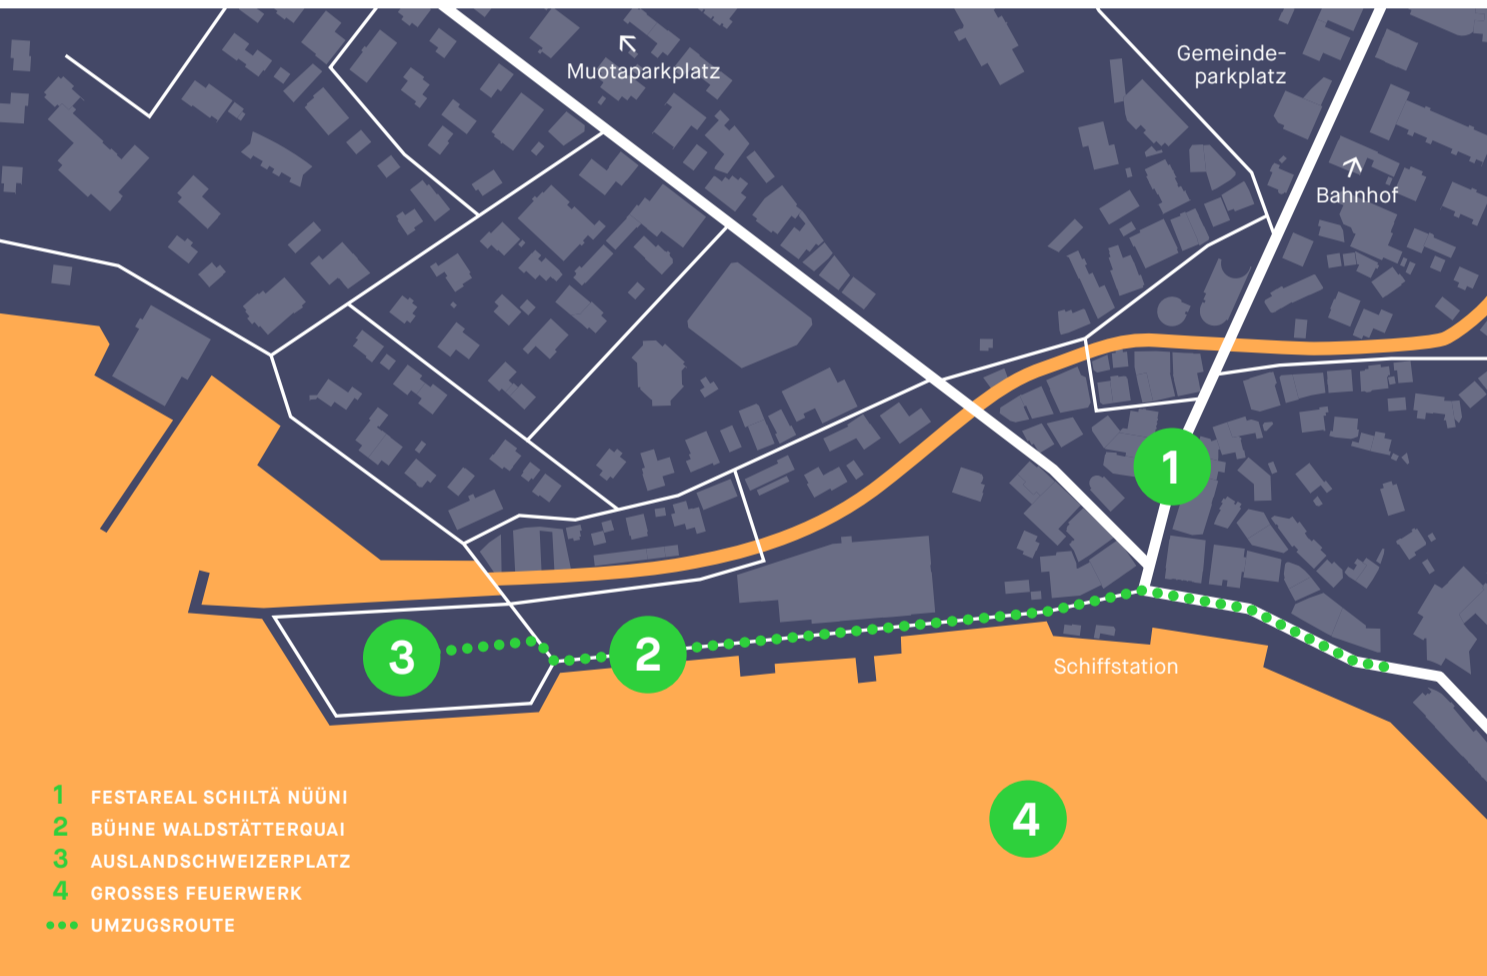 Muotaparkplatz
Gemeinde-
parkplatz
Bahnhof
1
2
3
Schiffstation
4
1 FESTAREAL SCHILTÄ NÜÜNI
2 BÜHNE WALDSTÄTTERQUAI
3 AUSLANDSCHWEIZERPLATZ
4 GROSSES FEUERWERK
UMZUGSROUTE